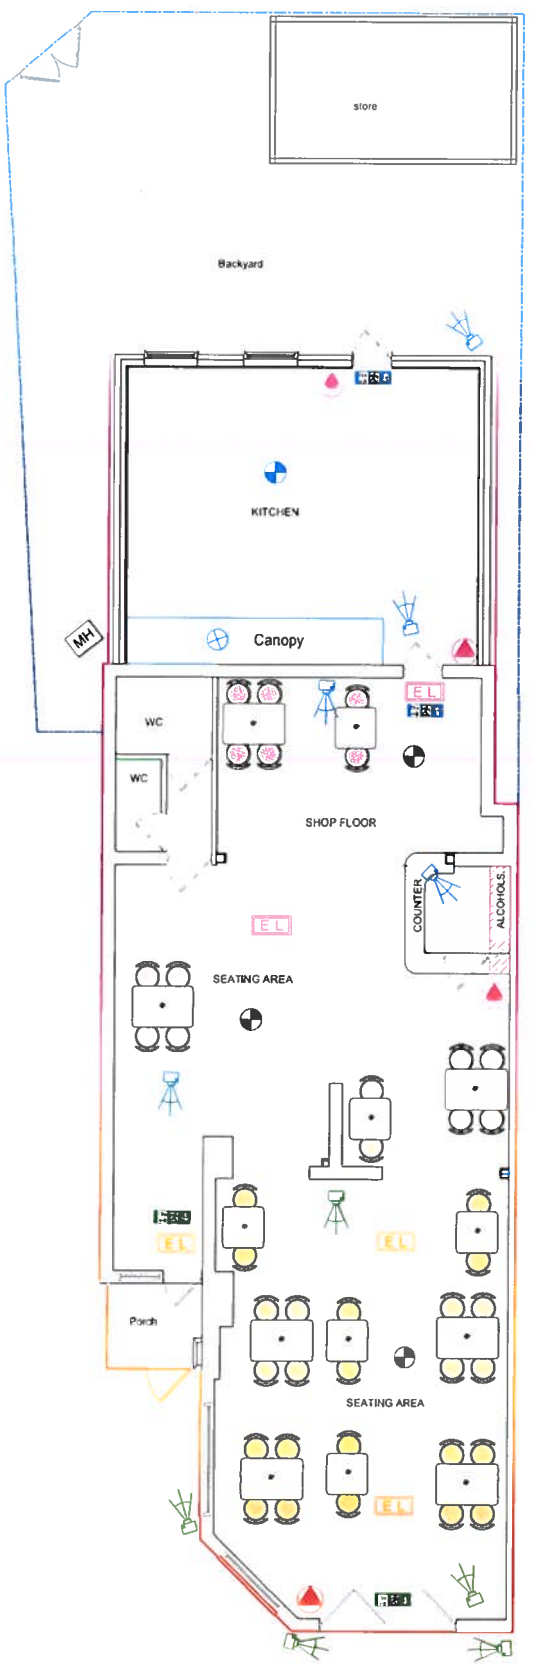 store
Backyard
KITCHEN
MH
Canopy
EL
WC
WC
SHOP FLOOR
COUNTER
ALCOHOLS.
EL
SEATING AREA
EL
EL
Porch
SEATING AREA
EL